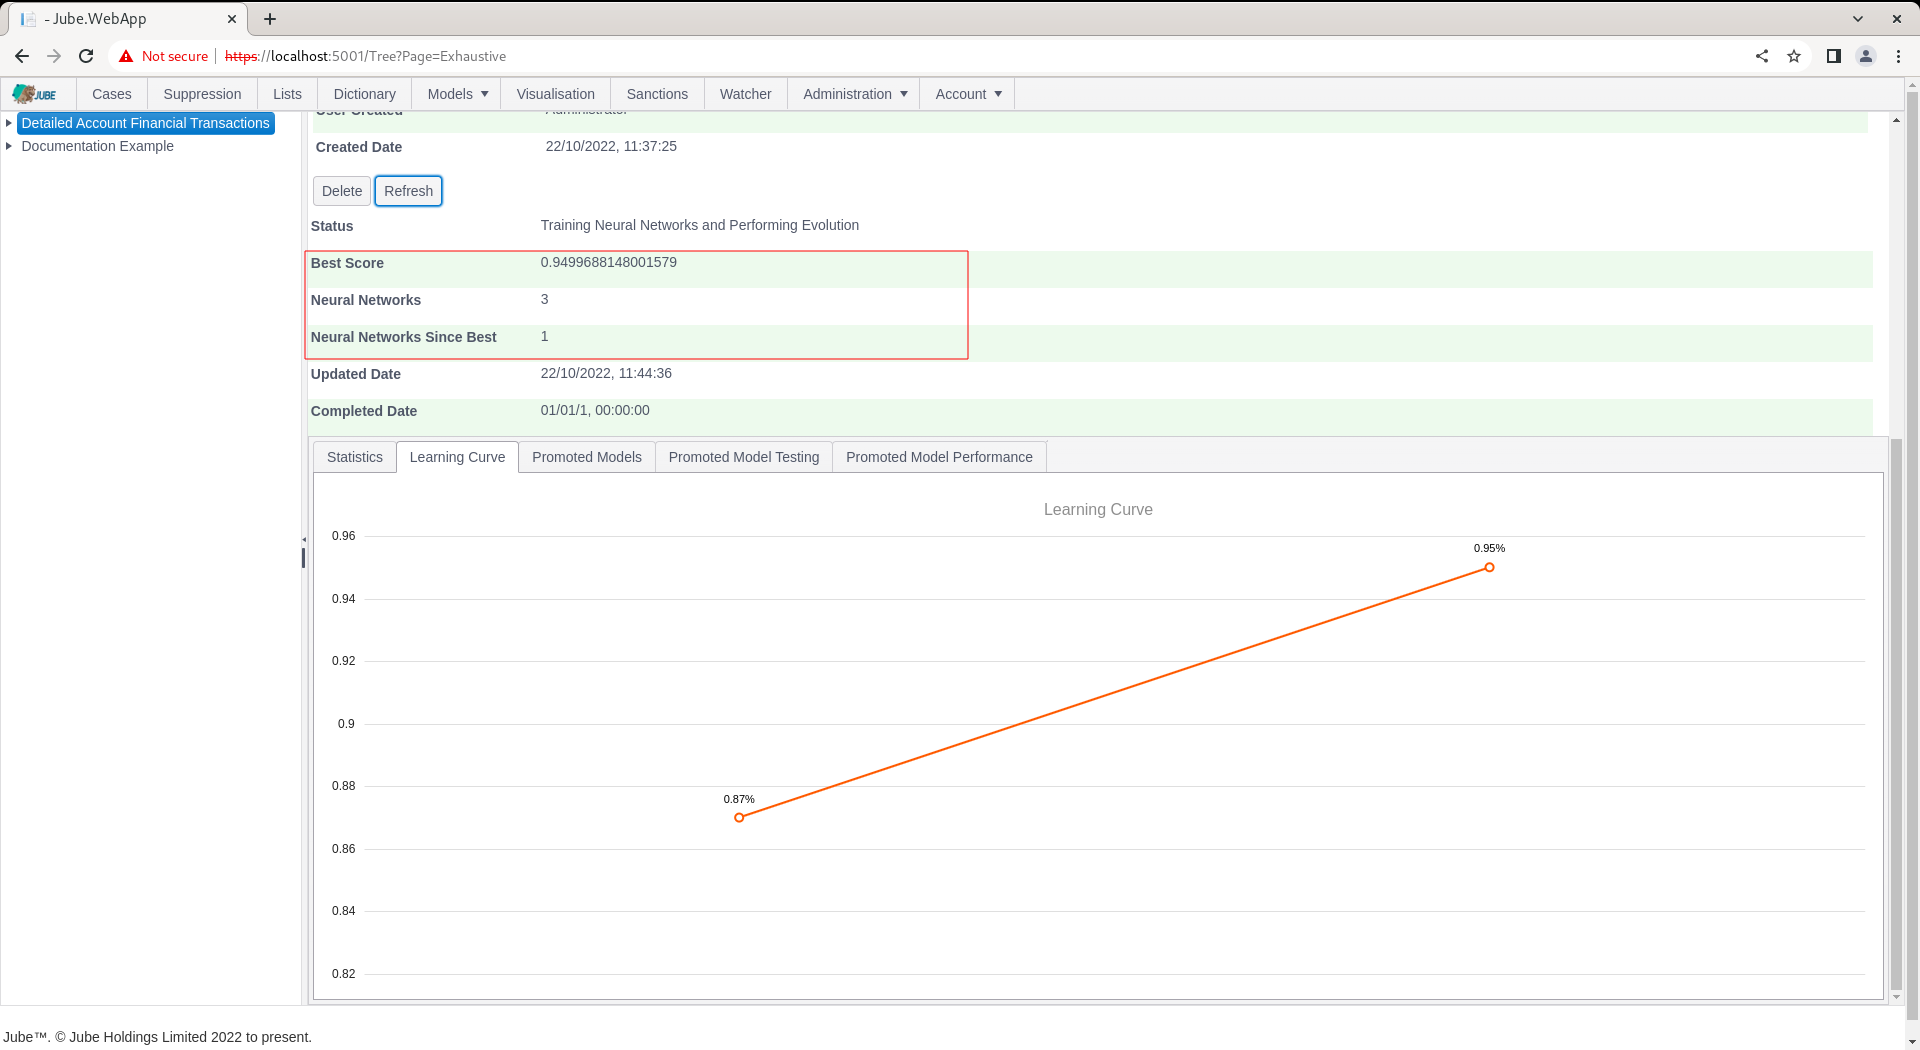 - Jube.WebApp
Not secure https://localhost:5001/Tree?Page=Exhaustive
JUBE Cases Suppression Lists Dictionary Models Visualisation Sanctions Watcher Administration Account
Detailed Account Financial Transactions
Documentation Example
User Created Administrator
Created Date 22/10/2022, 11:37:25
Delete Refresh
Status Training Neural Networks and Performing Evolution
Best Score 0.9499688148001579
Neural Networks 3
Neural Networks Since Best 1
Updated Date 22/10/2022, 11:44:36
Completed Date 01/01/1, 00:00:00
Statistics Learning Curve Promoted Models Promoted Model Testing Promoted Model Performance
Learning Curve
0.96
0.95%
0.94
0.92
0.9
0.88
0.87%
0.86
0.84
0.82
Jube™. © Jube Holdings Limited 2022 to present.